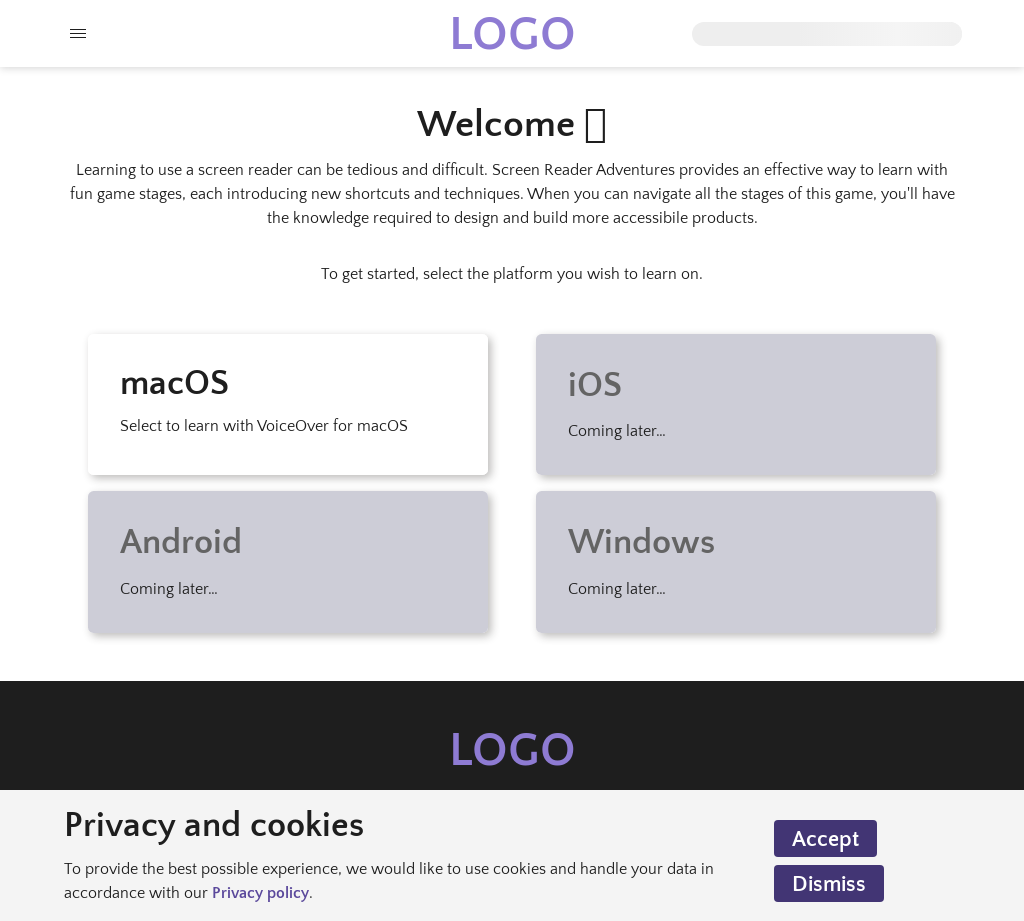 LOGO
Welcome
Learning to use a screen reader can be tedious and difficult. Screen Reader Adventures provides an effective way to learn with
fun game stages, each introducing new shortcuts and techniques. When you can navigate all the stages of this game, you'll have
the knowledge required to design and build more accessibile products.
To get started, select the platform you wish to learn on.
macOS
Select to learn with VoiceOver for macOS
iOS
Coming later...
Android
Coming later...
Windows
Coming later...
LOGO
Privacy and cookies
To provide the best possible experience, we would like to use cookies and handle your data in
accordance with our Privacy policy.
Accept
Dismiss